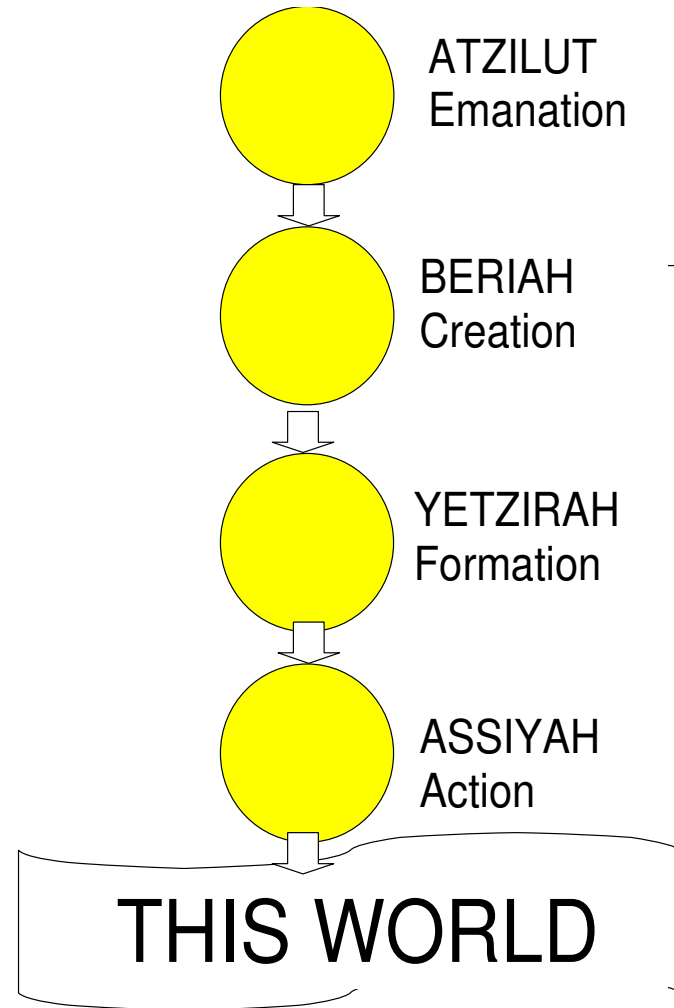 ATZILUT
Emanation
BERIAH
Creation
YETZIRAH
Formation
ASSIYAH
Action
THIS WORLD